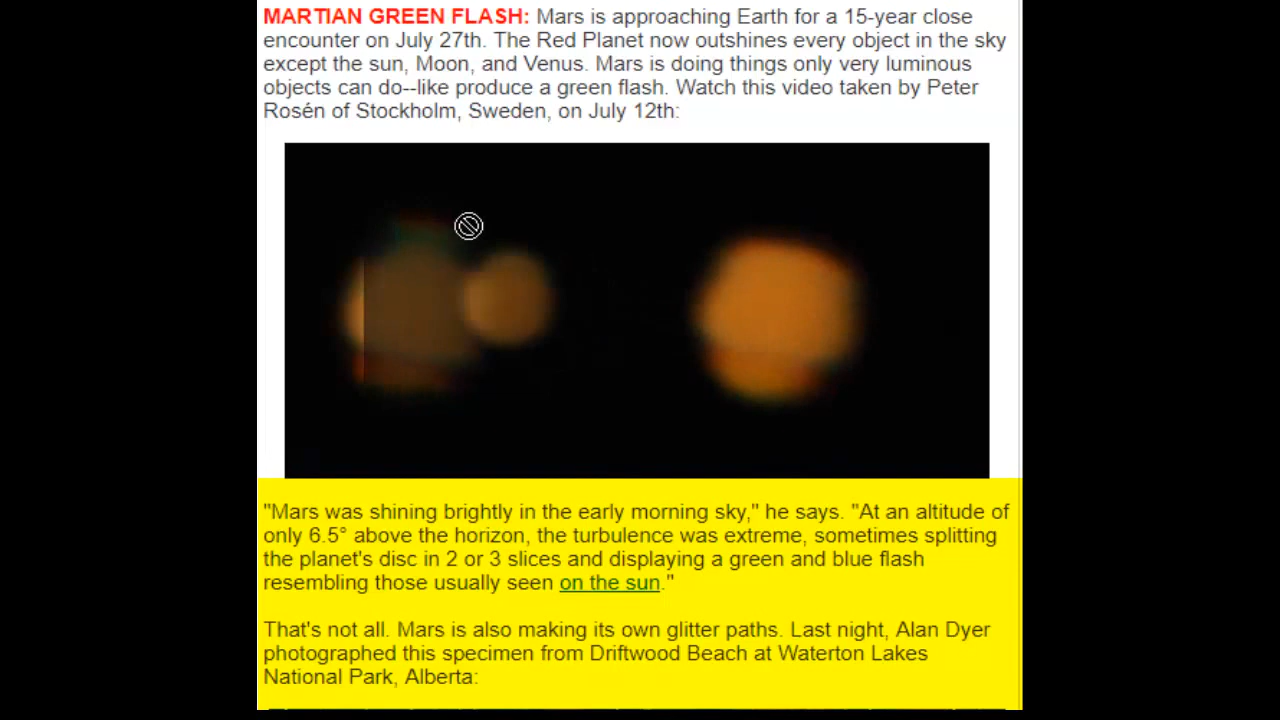 MARTIAN GREEN FLASH: Mars is approaching Earth for a 15-year close
encounter on July 27th. The Red Planet now outshines every object in the sky
except the sun, Moon, and Venus. Mars is doing things only very luminous
objects can do--like produce a green flash. Watch this video taken by Peter
Rosén of Stockholm, Sweden, on July 12th:
"Mars was shining brightly in the early morning sky," he says. "At an altitude of
only 6.5° above the horizon, the turbulence was extreme, sometimes splitting
the planet's disc in 2 or 3 slices and displaying a green and blue flash
resembling those usually seen on the sun."
That's not all. Mars is also making its own glitter paths. Last night, Alan Dyer
photographed this specimen from Driftwood Beach at Waterton Lakes
National Park, Alberta: